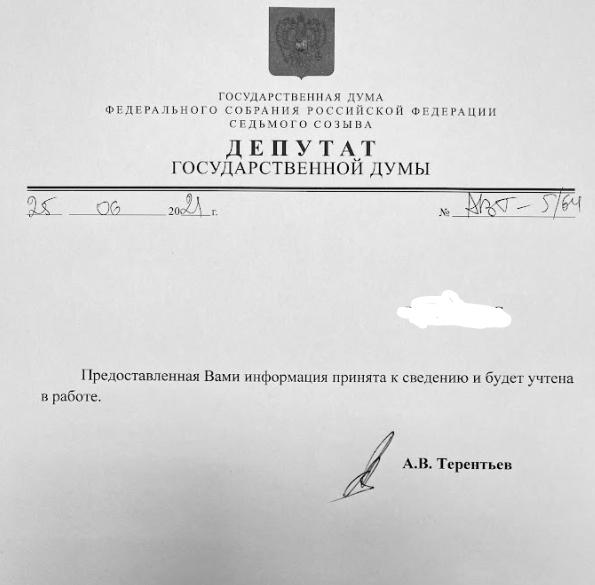 ГОСУДАРСТВЕННАЯ ДУМА
ФЕДЕРАЛЬНОГО СОБРАНИЯ РОССИЙСКОЙ ФЕДЕРАЦИИ
СЕДЬМОГО СОЗЫВА
ДЕПУТАТ
ГОСУДАРСТВЕННОЙ ДУМЫ
25 06 2021 г. № АВТ – 5/64
Предоставленная Вами информация принята к сведению и будет учтена
в работе.
А.В. Терентьев